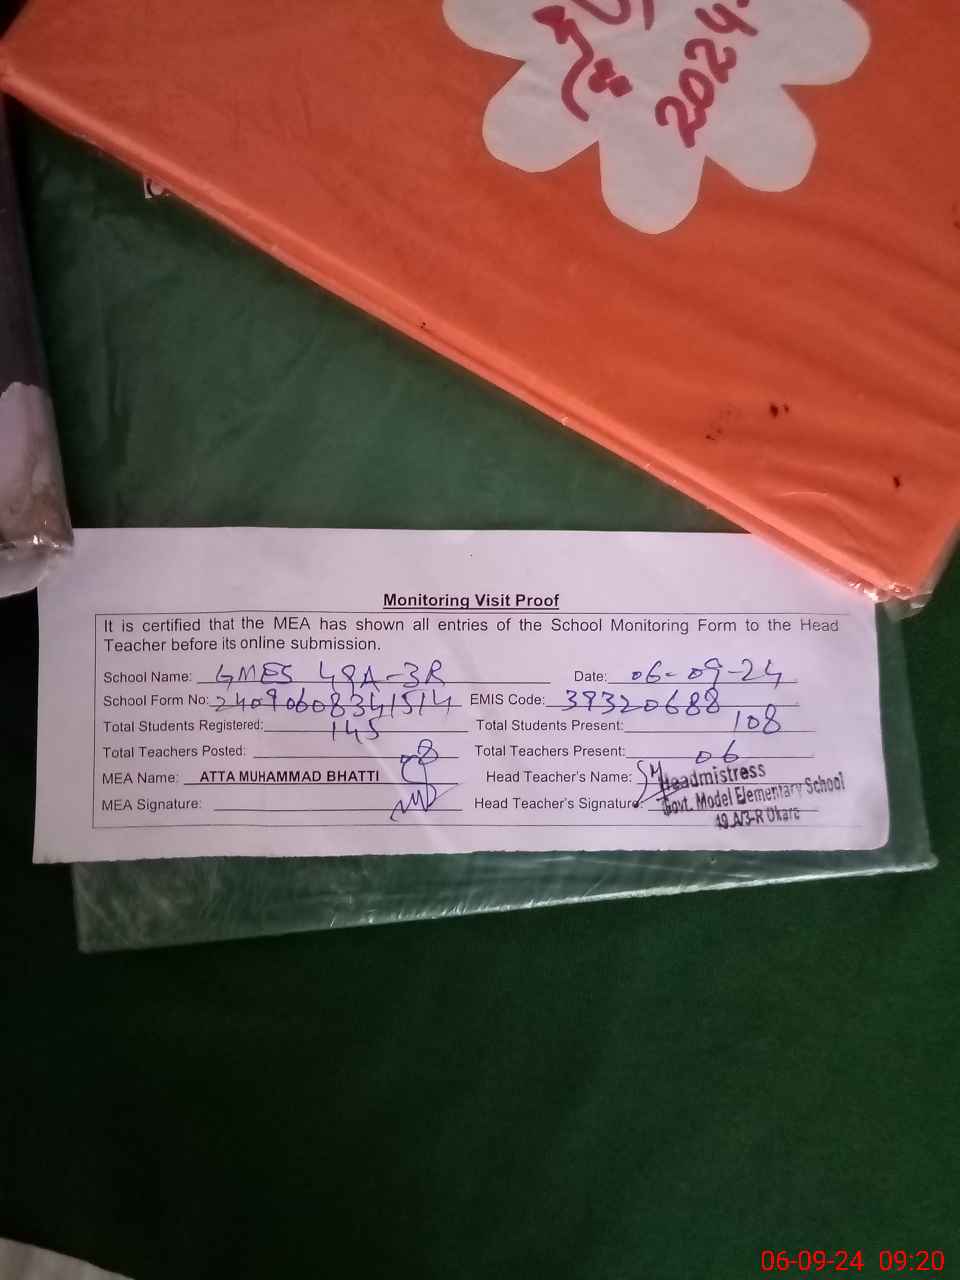 2024
Monitoring Visit Proof
It is certified that the MEA has shown all entries of the School Monitoring Form to the Head
Teacher before its online submission.
School Name: GMES 49A-3R Date: 06-09-24
School Form No: 24090608341514 EMIS Code: 39320688
Total Students Registered: 145 Total Students Present: 108
Total Teachers Posted: 08 Total Teachers Present: 06
MEA Name: ATTA MUHAMMAD BHATTI Head Teacher's Name:
MEA Signature: Head Teacher's Signature:
Headmistress
Govt. Model Elementary School
49 A/3-R Okara
06-09-24 09:20